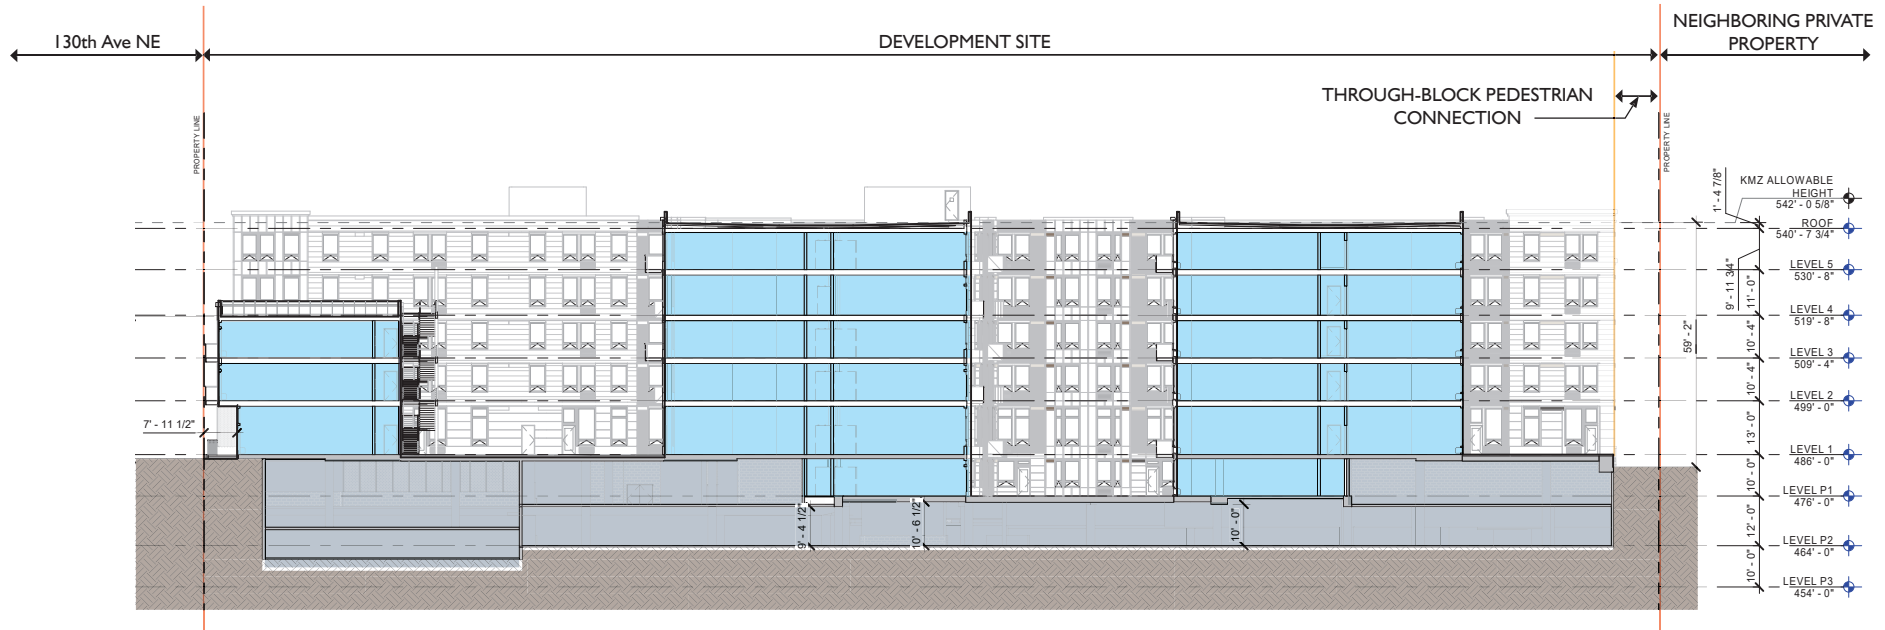 130th Ave NE
DEVELOPMENT SITE
NEIGHBORING PRIVATE
PROPERTY
THROUGH-BLOCK PEDESTRIAN
CONNECTION
PROPERTY LINE
PROPERTY LINE
1' - 4 7/8"
KMZ ALLOWABLE
HEIGHT
542' - 0 5/8"
ROOF
540' - 7 3/4"
9' - 11 3/4"
LEVEL 5
530' - 8"
11' - 0"
LEVEL 4
519' - 8"
59' - 2"
10' - 4"
LEVEL 3
509' - 4"
10' - 4"
LEVEL 2
499' - 0"
7' - 11 1/2"
13' - 0"
LEVEL 1
486' - 0"
10' - 0"
LEVEL P1
476' - 0"
9' - 4 1/2"
10' - 6 1/2"
10' - 0"
12' - 0"
LEVEL P2
464' - 0"
10' - 0"
LEVEL P3
454' - 0"